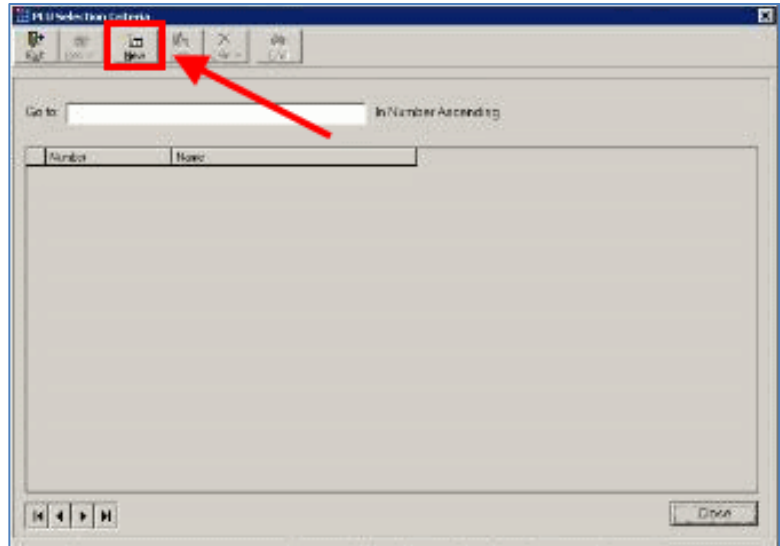 PLU Selection Criteria
Exit New
Go to: In Number Ascending
Number Name
Close